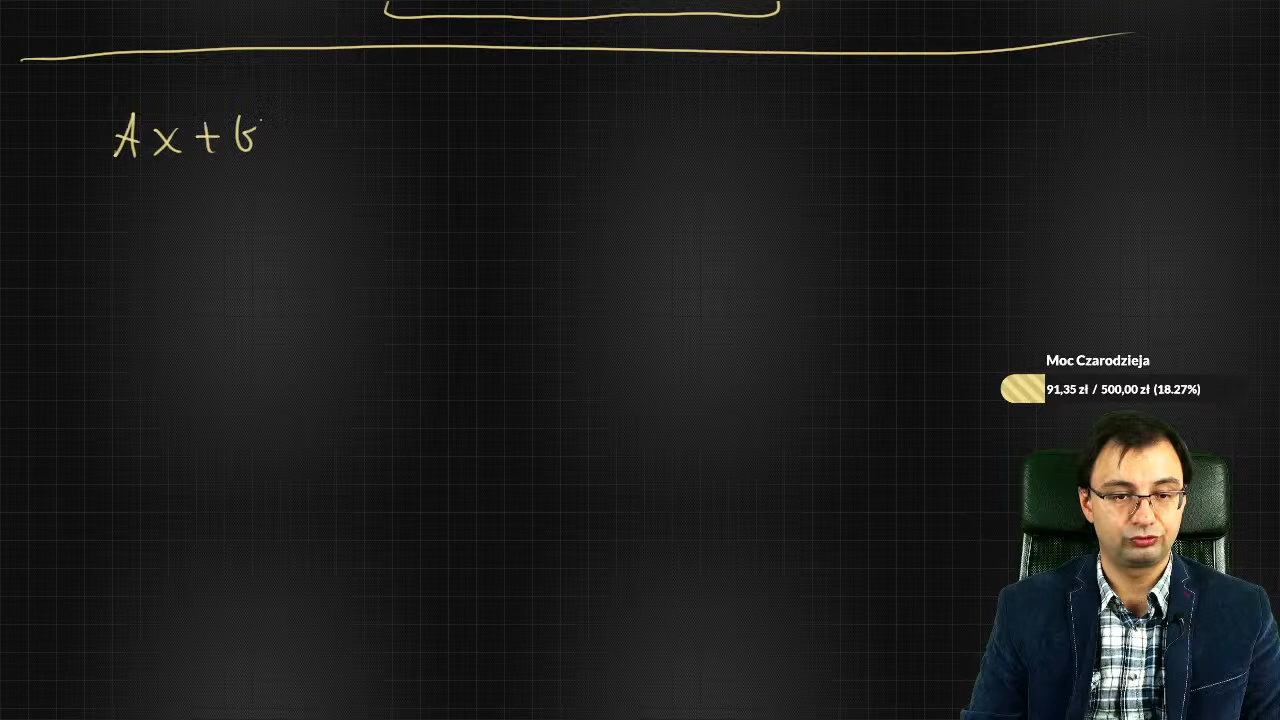 Ax+b
Moc Czarodzieja
91,35 zł / 500,00 zł (18.27%)